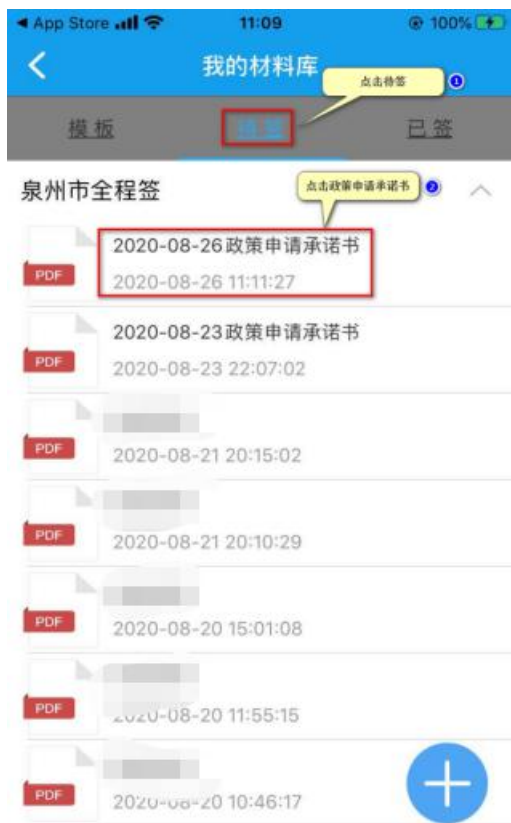 App Store 11:09 100%
我的材料库
点击待签 1
模板 待签 已签
泉州市全程签
点击政策申请承诺书 2
2020-08-26政策申请承诺书
PDF
2020-08-26 11:11:27
2020-08-23政策申请承诺书
PDF
2020-08-23 22:07:02
PDF
2020-08-21 20:15:02
PDF
2020-08-21 20:10:29
PDF
2020-08-20 15:01:08
PDF
2020-08-20 11:55:15
PDF
2020-08-20 10:46:17